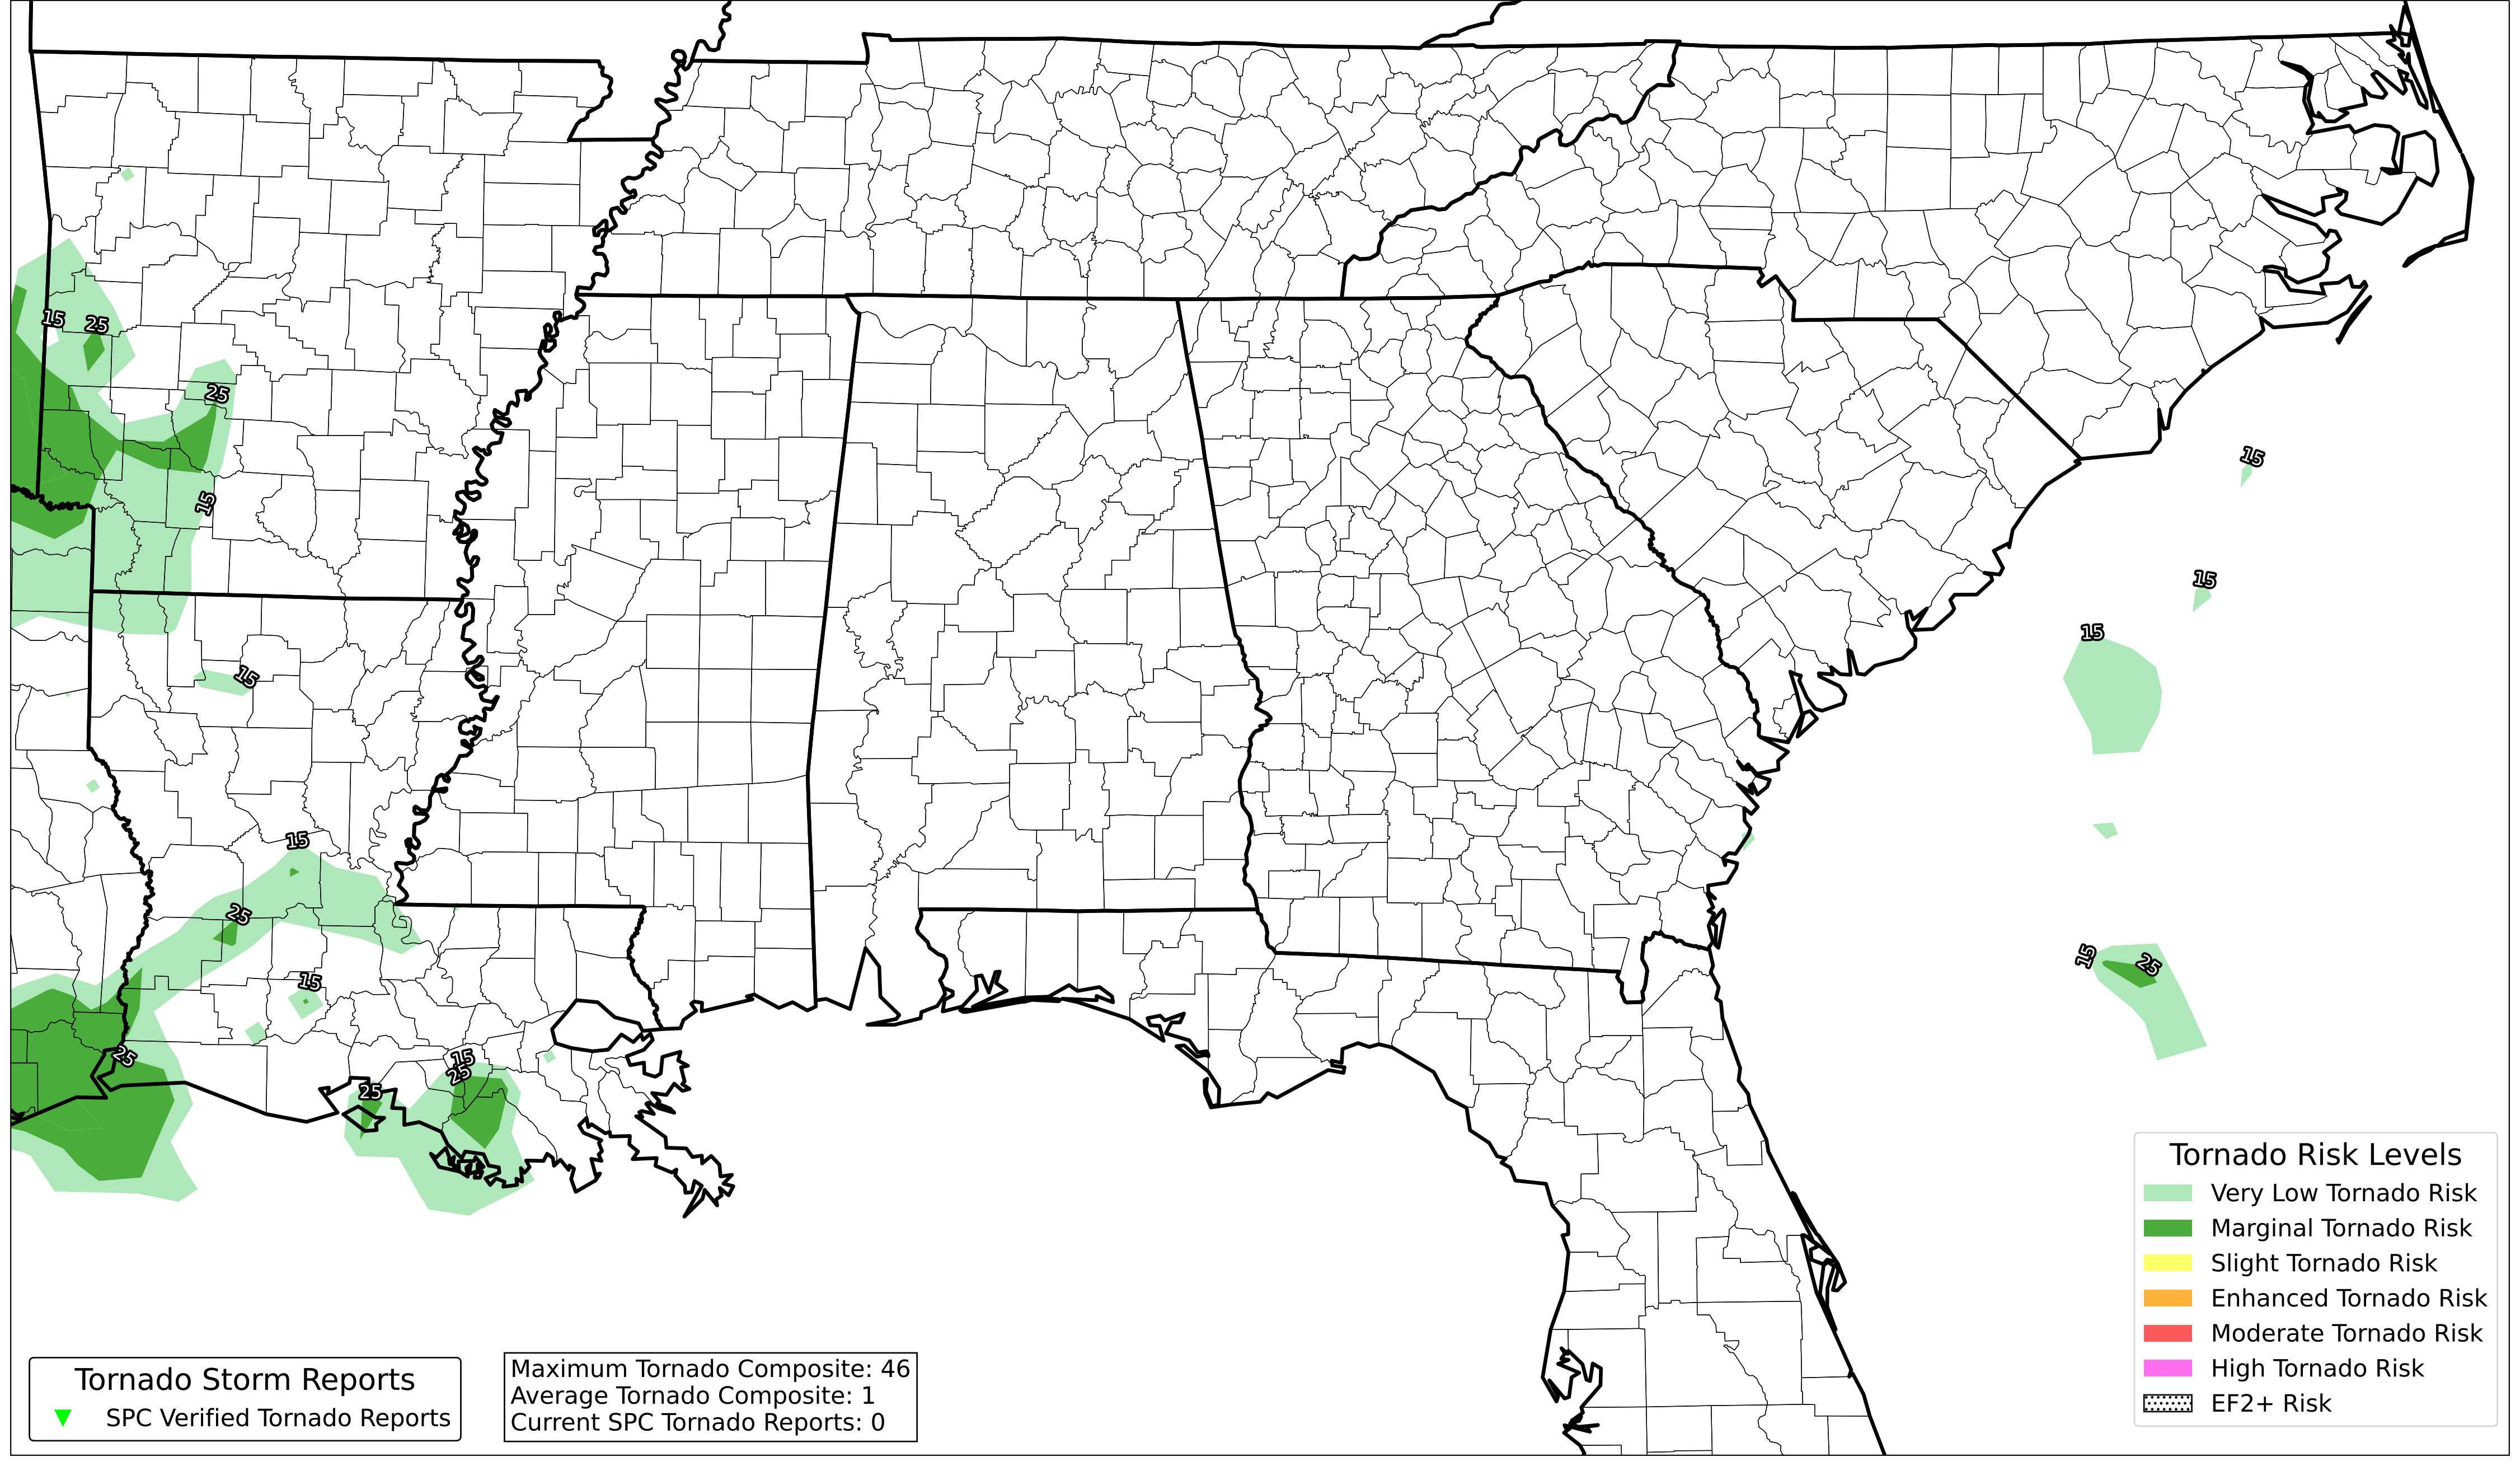 15
25
25
15
15
15
25
15
25
15
25
25
15
15
15
15
25
Tornado Risk Levels
Very Low Tornado Risk
Marginal Tornado Risk
Slight Tornado Risk
Enhanced Tornado Risk
Moderate Tornado Risk
High Tornado Risk
EF2+ Risk
Tornado Storm Reports
SPC Verified Tornado Reports
Maximum Tornado Composite: 46
Average Tornado Composite: 1
Current SPC Tornado Reports: 0